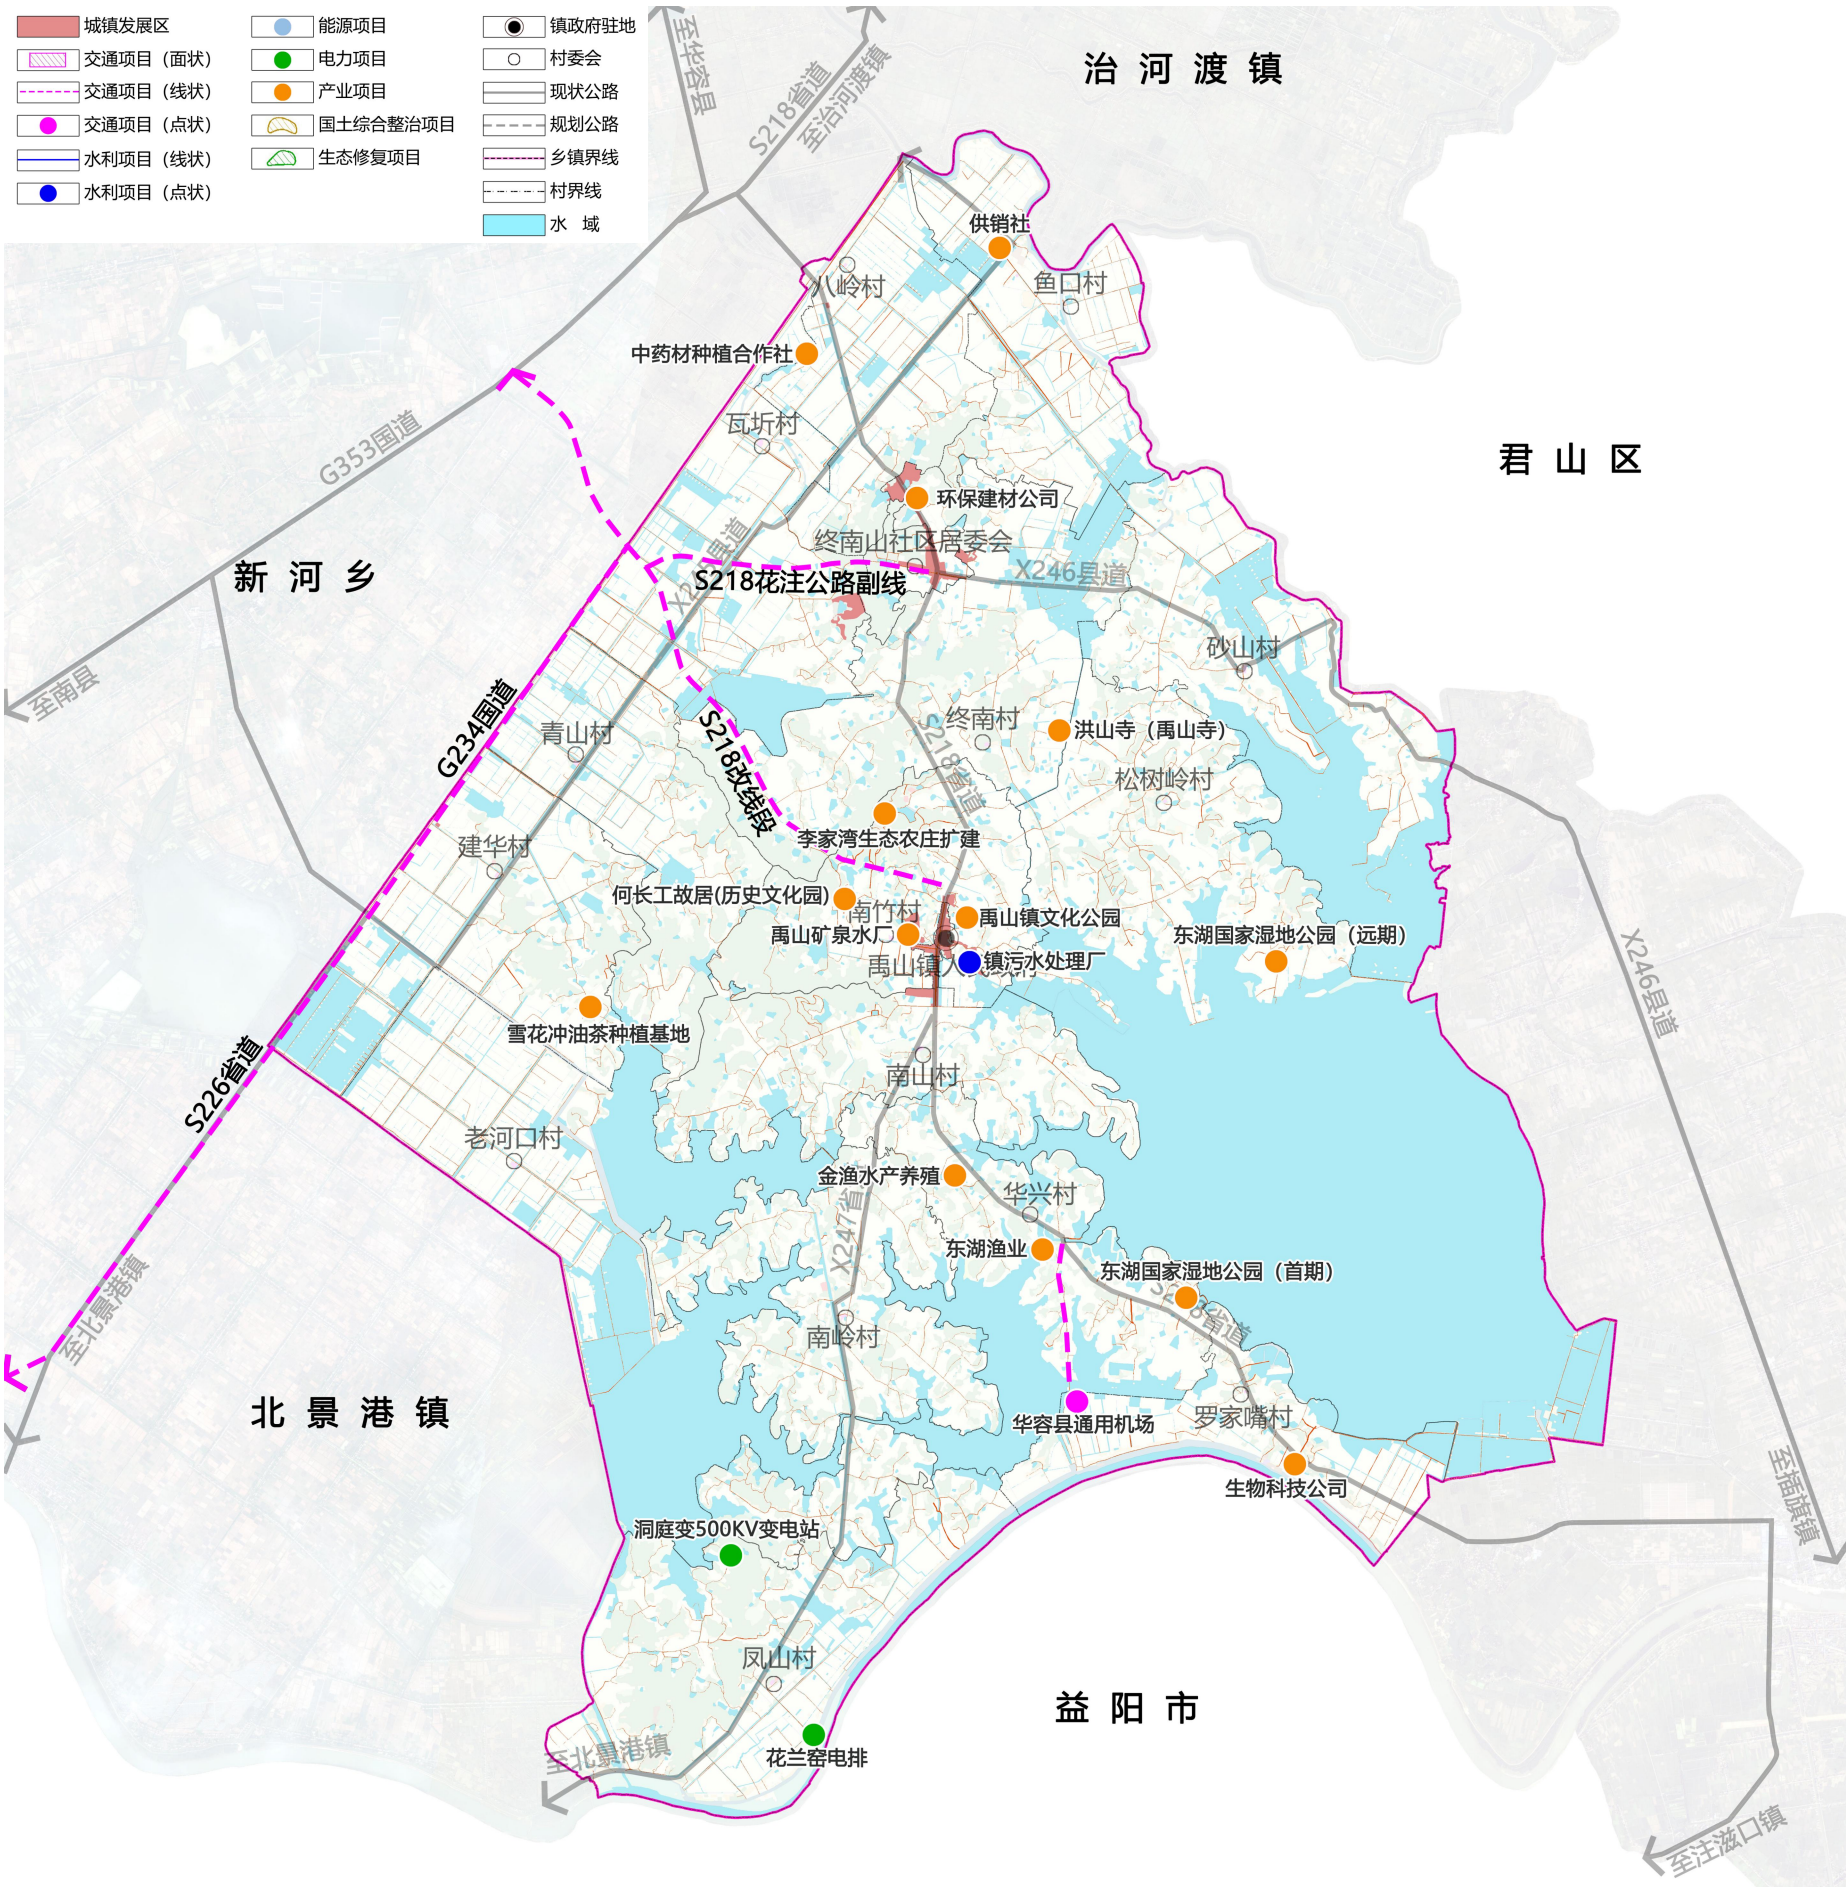 城镇发展区
交通项目（面状）
交通项目（线状）
交通项目（点状）
水利项目（线状）
水利项目（点状）
能源项目
电力项目
产业项目
国土综合整治项目
生态修复项目
镇政府驻地
村委会
现状公路
规划公路
乡镇界线
村界线
水 域
至华容县
S218省道
至治河渡镇
治河渡镇
供销社
八岭村
鱼口村
中药材种植合作社
瓦圻村
G353国道
君山区
环保建材公司
终南山社区居委会
新河乡
S218花注公路副线
X246县道
砂山村
至南县
G234国道
青山村
S218改线段
终南村
S218省道
洪山寺（禹山寺）
松树岭村
李家湾生态农庄扩建
建华村
何长工故居(历史文化园)
南竹村
禹山镇文化公园
禹山矿泉水厂
东湖国家湿地公园（远期）
镇污水处理厂
X246县道
雪花冲油茶种植基地
S226省道
南山村
老河口村
金渔水产养殖
华兴村
X247省
东湖渔业
东湖国家湿地公园（首期）
至北景港镇
南岭村
北景港镇
华容县通用机场
罗家嘴村
生物科技公司
至插旗镇
洞庭变500KV变电站
凤山村
益阳市
至北景港镇
花兰窑电排
至注滋口镇